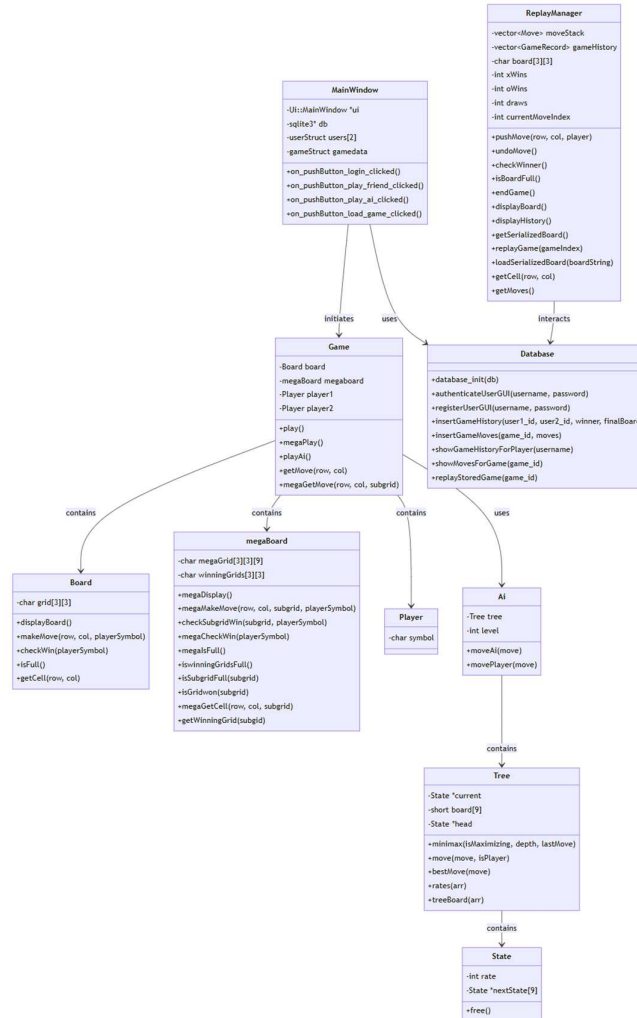 ReplayManager
-vector<Move> moveStack
-vector<GameRecord> gameHistory
-char board[3][3]
-int xWins
-int oWins
-int draws
-int currentMoveIndex
+pushMove(row, col, player)
+undoMove()
+checkWinner()
+isBoardFull()
+endGame()
+displayBoard()
+displayHistory()
+getSerializedBoard()
+replayGame(gameIndex)
+loadSerializedBoard(boardString)
+getCell(row, col)
+getMoves()
MainWindow
-Ui::MainWindow *ui
-sqlite3* db
-userStruct users[2]
-gameStruct gamedata
+on_pushButton_login_clicked()
+on_pushButton_play_friend_clicked()
+on_pushButton_play_ai_clicked()
+on_pushButton_load_game_clicked()
initiates
uses
interacts
Game
-Board board
-megaBoard megaboard
-Player player1
-Player player2
+play()
+megaPlay()
+playAi()
+getMove(row, col)
+megaGetMove(row, col, subgrid)
Database
+database_init(db)
+authenticateUserGUI(username, password)
+registerUserGUI(username, password)
+insertGameHistory(user1_id, user2_id, winner, finalBoard
+insertGameMoves(game_id, moves)
+showGameHistoryForPlayer(username)
+showMovesForGame(game_id)
+replayStoredGame(game_id)
contains
contains
contains
uses
Board
-char grid[3][3]
+displayBoard()
+makeMove(row, col, playerSymbol)
+checkWin(playerSymbol)
+isFull()
+getCell(row, col)
megaBoard
-char megaGrid[3][3][9]
-char winningGrids[3][3]
+megaDisplay()
+megaMakeMove(row, col, subgrid, playerSymbol)
+checkSubgridWin(subgrid, playerSymbol)
+megaCheckWin(playerSymbol)
+megaIsFull()
+iswinningGridsFull()
+isSubgridFull(subgrid)
+isGridwon(subgrid)
+megaGetCell(row, col, subgrid)
+getWinningGrid(subgid)
Player
-char symbol
Ai
-Tree tree
-int level
+moveAi(move)
+movePlayer(move)
contains
Tree
-State *current
-short board[9]
-State *head
+minimax(isMaximizing, depth, lastMove)
+move(move, isPlayer)
+bestMove(move)
+rates(arr)
+treeBoard(arr)
contains
State
-int rate
-State *nextState[9]
+free()